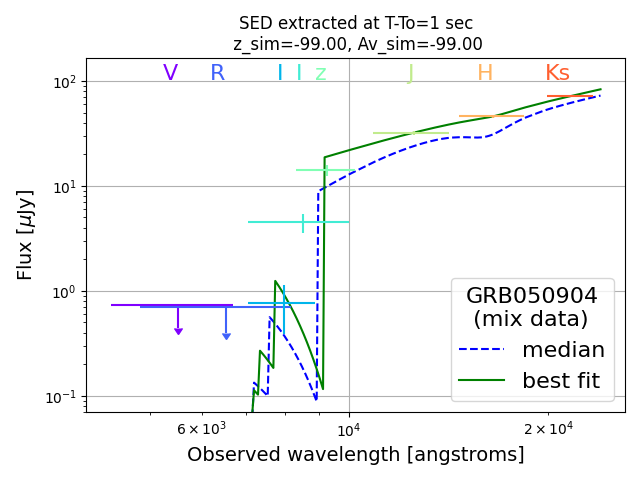 SED extracted at T-To=1 sec
z_sim=-99.00, Av_sim=-99.00
V R I I z J H Ks
10²
10¹
10⁰
10⁻¹
Flux [μJy]
GRB050904
(mix data)
median
best fit
6 × 10³ 10⁴ 2 × 10⁴
Observed wavelength [angstroms]